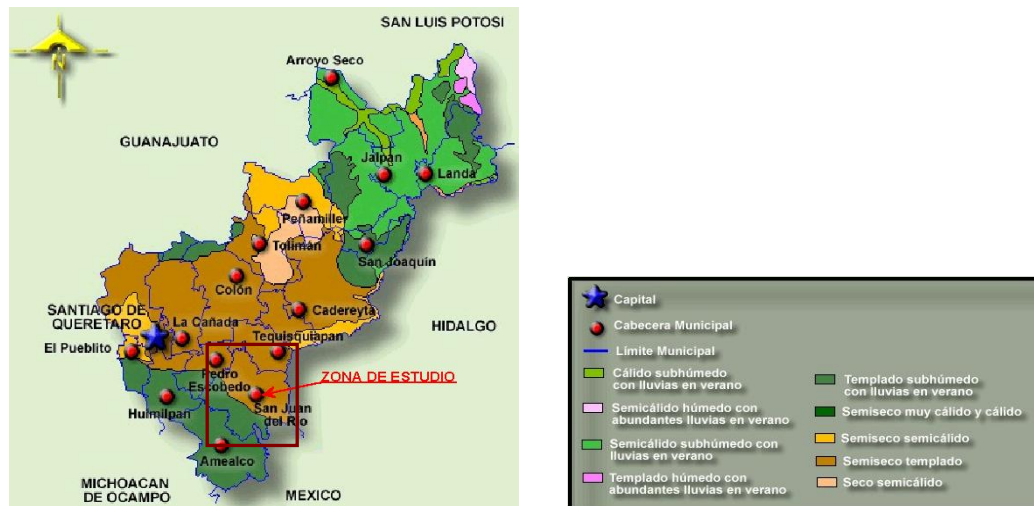 SAN LUIS POTOSI
Arroyo Seco
N
GUANAJUATO
Jalpan
Landa
Peñamiller
Tolimán
San Joaquín
Colón
SANTIAGO DE
QUERETARO
La Cañada
Cadereyta
HIDALGO
El Pueblito
Tequisquiapan
Pedro
Escobedo
ZONA DE ESTUDIO
Huimilpan
San Juan
del Río
Amealco
MICHOACAN
DE OCAMPO
MEXICO
Capital
Cabecera Municipal
Límite Municipal
Cálido subhúmedo
con lluvias en verano
Semicálido húmedo con
abundantes lluvias en verano
Semicálido subhúmedo con
lluvias en verano
Templado húmedo con
abundantes lluvias en verano
Templado subhúmedo
con lluvias en verano
Semiseco muy cálido y cálido
Semiseco semicálido
Semiseco templado
Seco semicálido